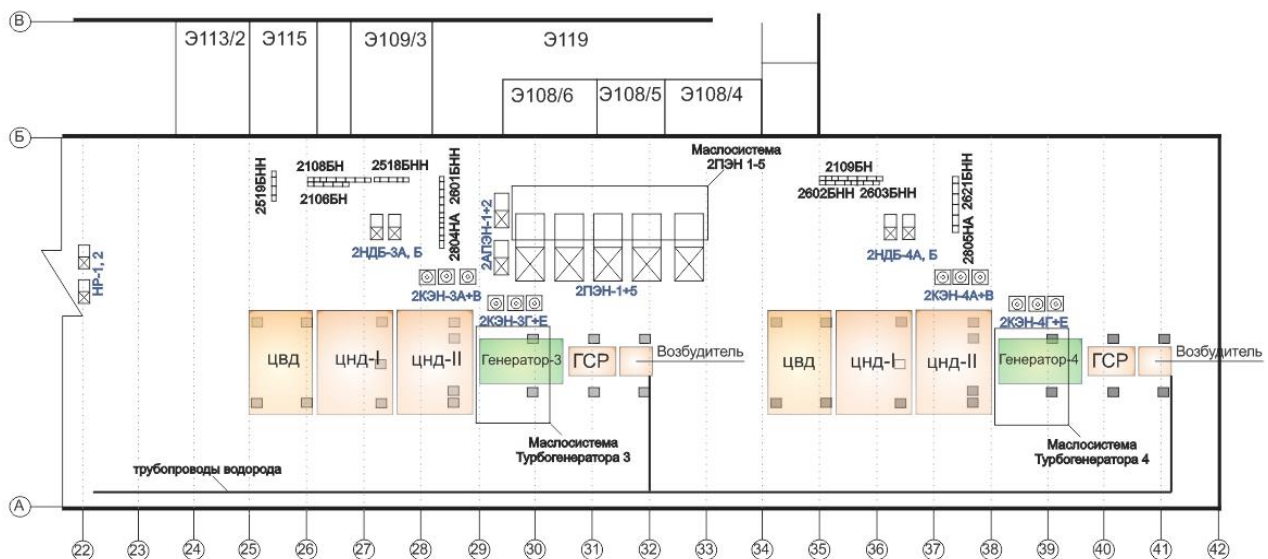 В
Э113/2 Э115 Э109/3 Э119
Э108/6 Э108/5 Э108/4
Б
Маслосистема
2ПЭН 1-5
2519БНН
2108БН
2106БН
2518БНН
2804НА 2601БНН
2АПЭН-1+2
2109БН
2602БНН 2603БНН
2805НА 2621БНН
НР-1, 2
2НДБ-3А, Б
2НДБ-4А, Б
2КЭН-3А+В
2ПЭН-1+5
2КЭН-4А+В
2КЭН-3Г+Е
2КЭН-4Г+Е
ЦВД ЦНД-I ЦНД-II Генератор-3 ГСР Возбудитель
ЦВД ЦНД-I ЦНД-II Генератор-4 ГСР Возбудитель
Маслосистема
Турбогенератора 3
Маслосистема
Турбогенератора 4
трубопроводы водорода
А
22 23 24 25 26 27 28 29 30 31 32 33 34 35 36 37 38 39 40 41 42